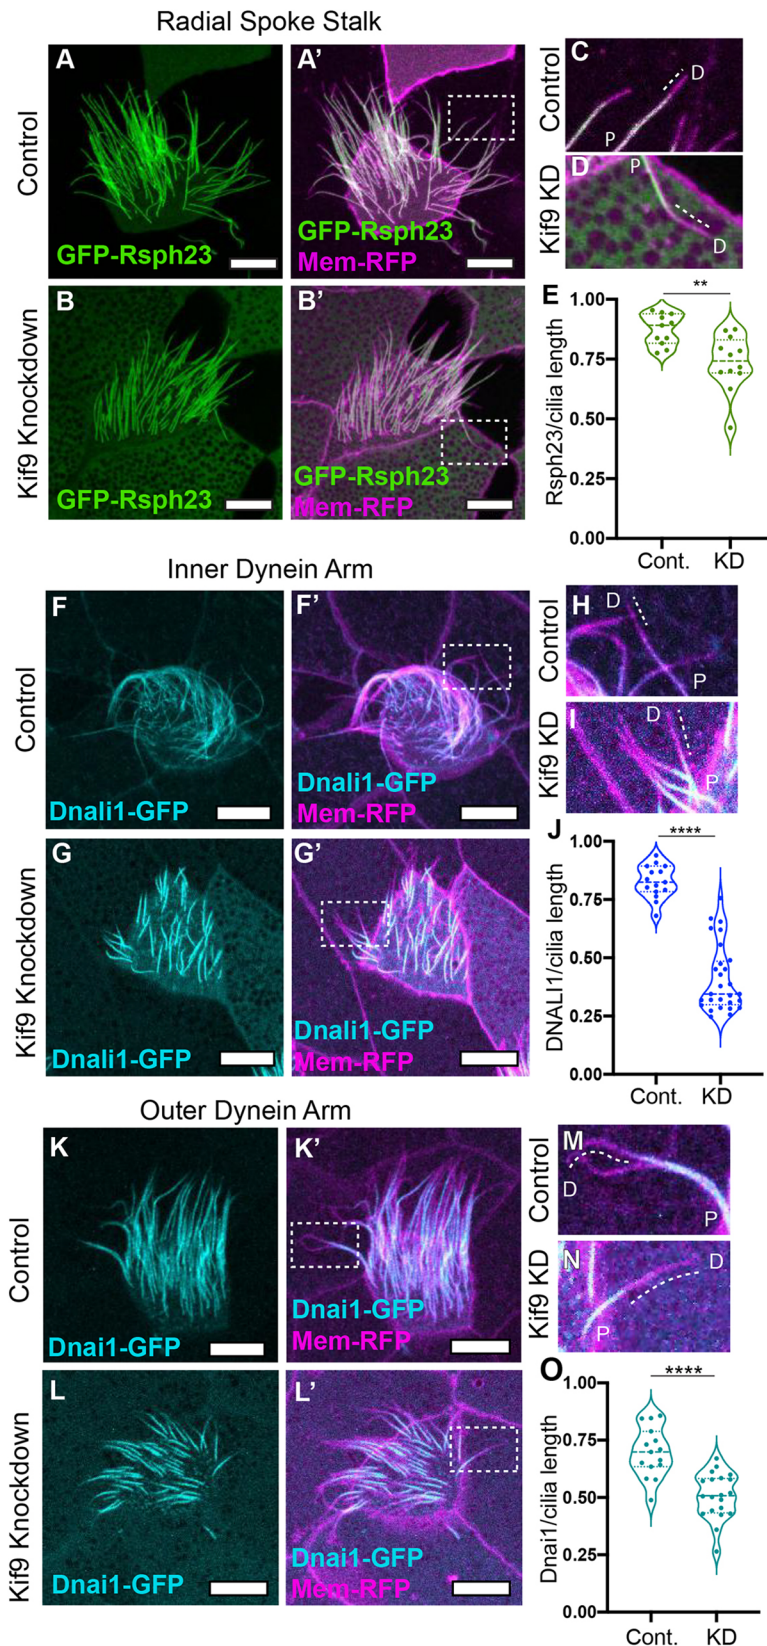 Radial Spoke Stalk
Control
A
GFP-Rsph23
A'
GFP-Rsph23
Mem-RFP
Control
C
D
P
Kif9 KD
D
P
D
Kif9 Knockdown
B
GFP-Rsph23
B'
GFP-Rsph23
Mem-RFP
E
Rsph23/cilia length
1.00
0.75
0.50
0.25
0.00
**
Cont.
KD
Inner Dynein Arm
Control
F
Dnali1-GFP
F'
Dnali1-GFP
Mem-RFP
Control
H
D
P
Kif9 KD
I
D
P
Kif9 Knockdown
G
Dnali1-GFP
G'
Dnali1-GFP
Mem-RFP
J
DNALI1/cilia length
1.00
0.75
0.50
0.25
0.00
****
Cont.
KD
Outer Dynein Arm
Control
K
Dnai1-GFP
K'
Dnai1-GFP
Mem-RFP
Control
M
D
P
Kif9 KD
N
D
P
Kif9 Knockdown
L
Dnai1-GFP
L'
Dnai1-GFP
Mem-RFP
O
Dnai1/cilia length
1.00
0.75
0.50
0.25
0.00
****
Cont.
KD